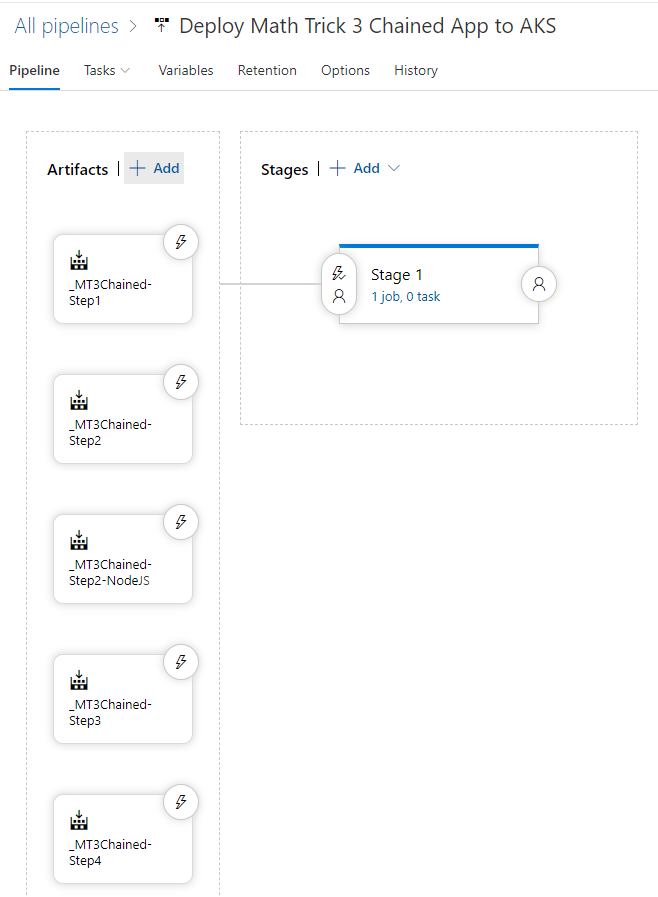 All pipelines > Deploy Math Trick 3 Chained App to AKS
Pipeline Tasks Variables Retention Options History
Artifacts | + Add
Stages | + Add
_MT3Chained-
Step1
Stage 1
1 job, 0 task
_MT3Chained-
Step2
_MT3Chained-
Step2-NodeJS
_MT3Chained-
Step3
_MT3Chained-
Step4